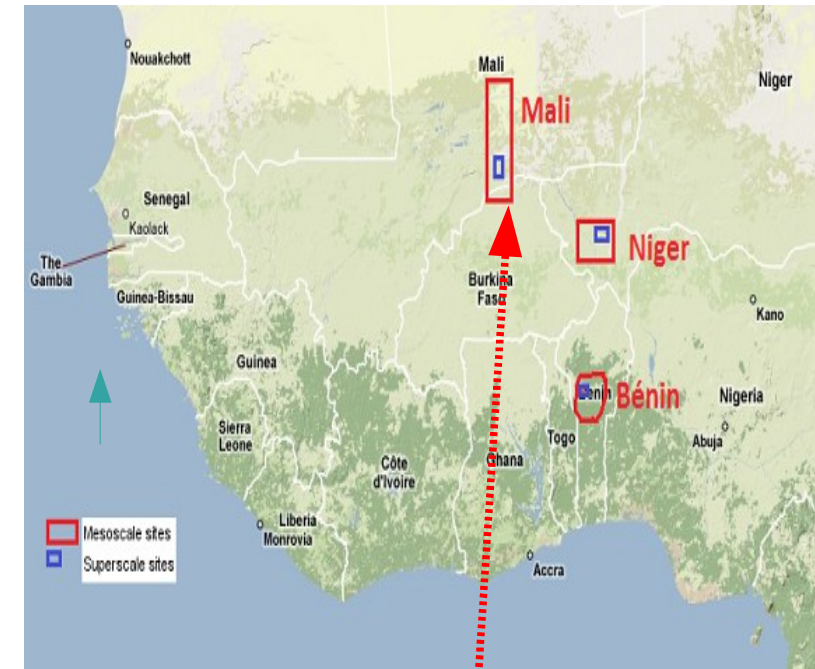 Nouakchott
Mali
Niger
Mali
Senegal
Kaolack
The
Gambia
Niger
Guinea-Bissau
Burkina
Faso
Kano
Guinea
Bénin
Benin
Nigeria
Sierra
Leone
Togo
Abuja
Côte
d'Ivoire
Ghana
Liberia
Monrovia
Mesoscale sites
Superscale sites
Accra